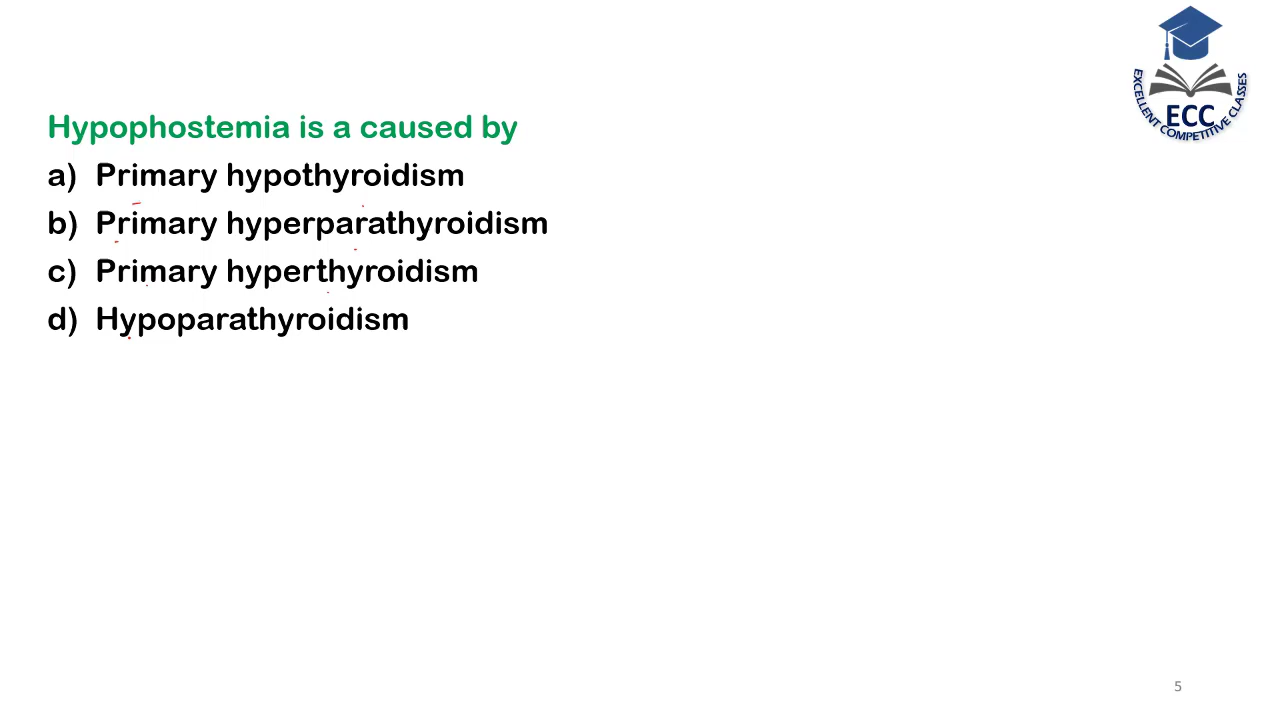 EXCELLENT COMPETITIVE CLASSES
ECC
Hypophostemia is a caused by
a) Primary hypothyroidism
b) Primary hyperparathyroidism
c) Primary hyperthyroidism
d) Hypoparathyroidism
5